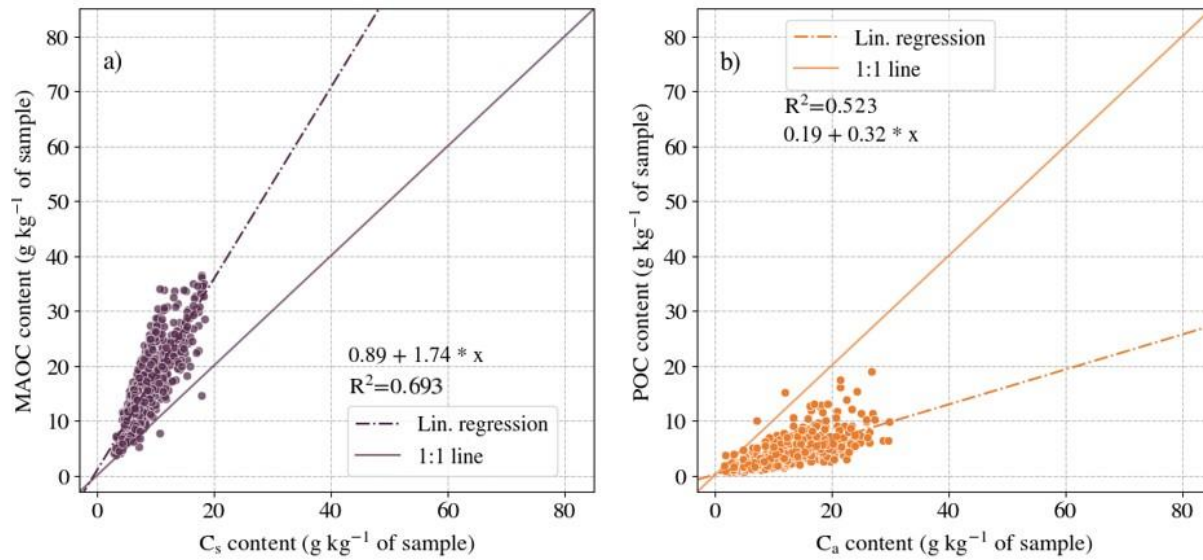 a)
MAOC content (g kg⁻¹ of sample)
80
70
60
50
40
30
20
10
0
0.89 + 1.74 * x
R²=0.693
Lin. regression
1:1 line
0 20 40 60 80
Cₛ content (g kg⁻¹ of sample)
b)
POC content (g kg⁻¹ of sample)
80
70
60
50
40
30
20
10
0
Lin. regression
1:1 line
R²=0.523
0.19 + 0.32 * x
0 20 40 60 80
Cₐ content (g kg⁻¹ of sample)